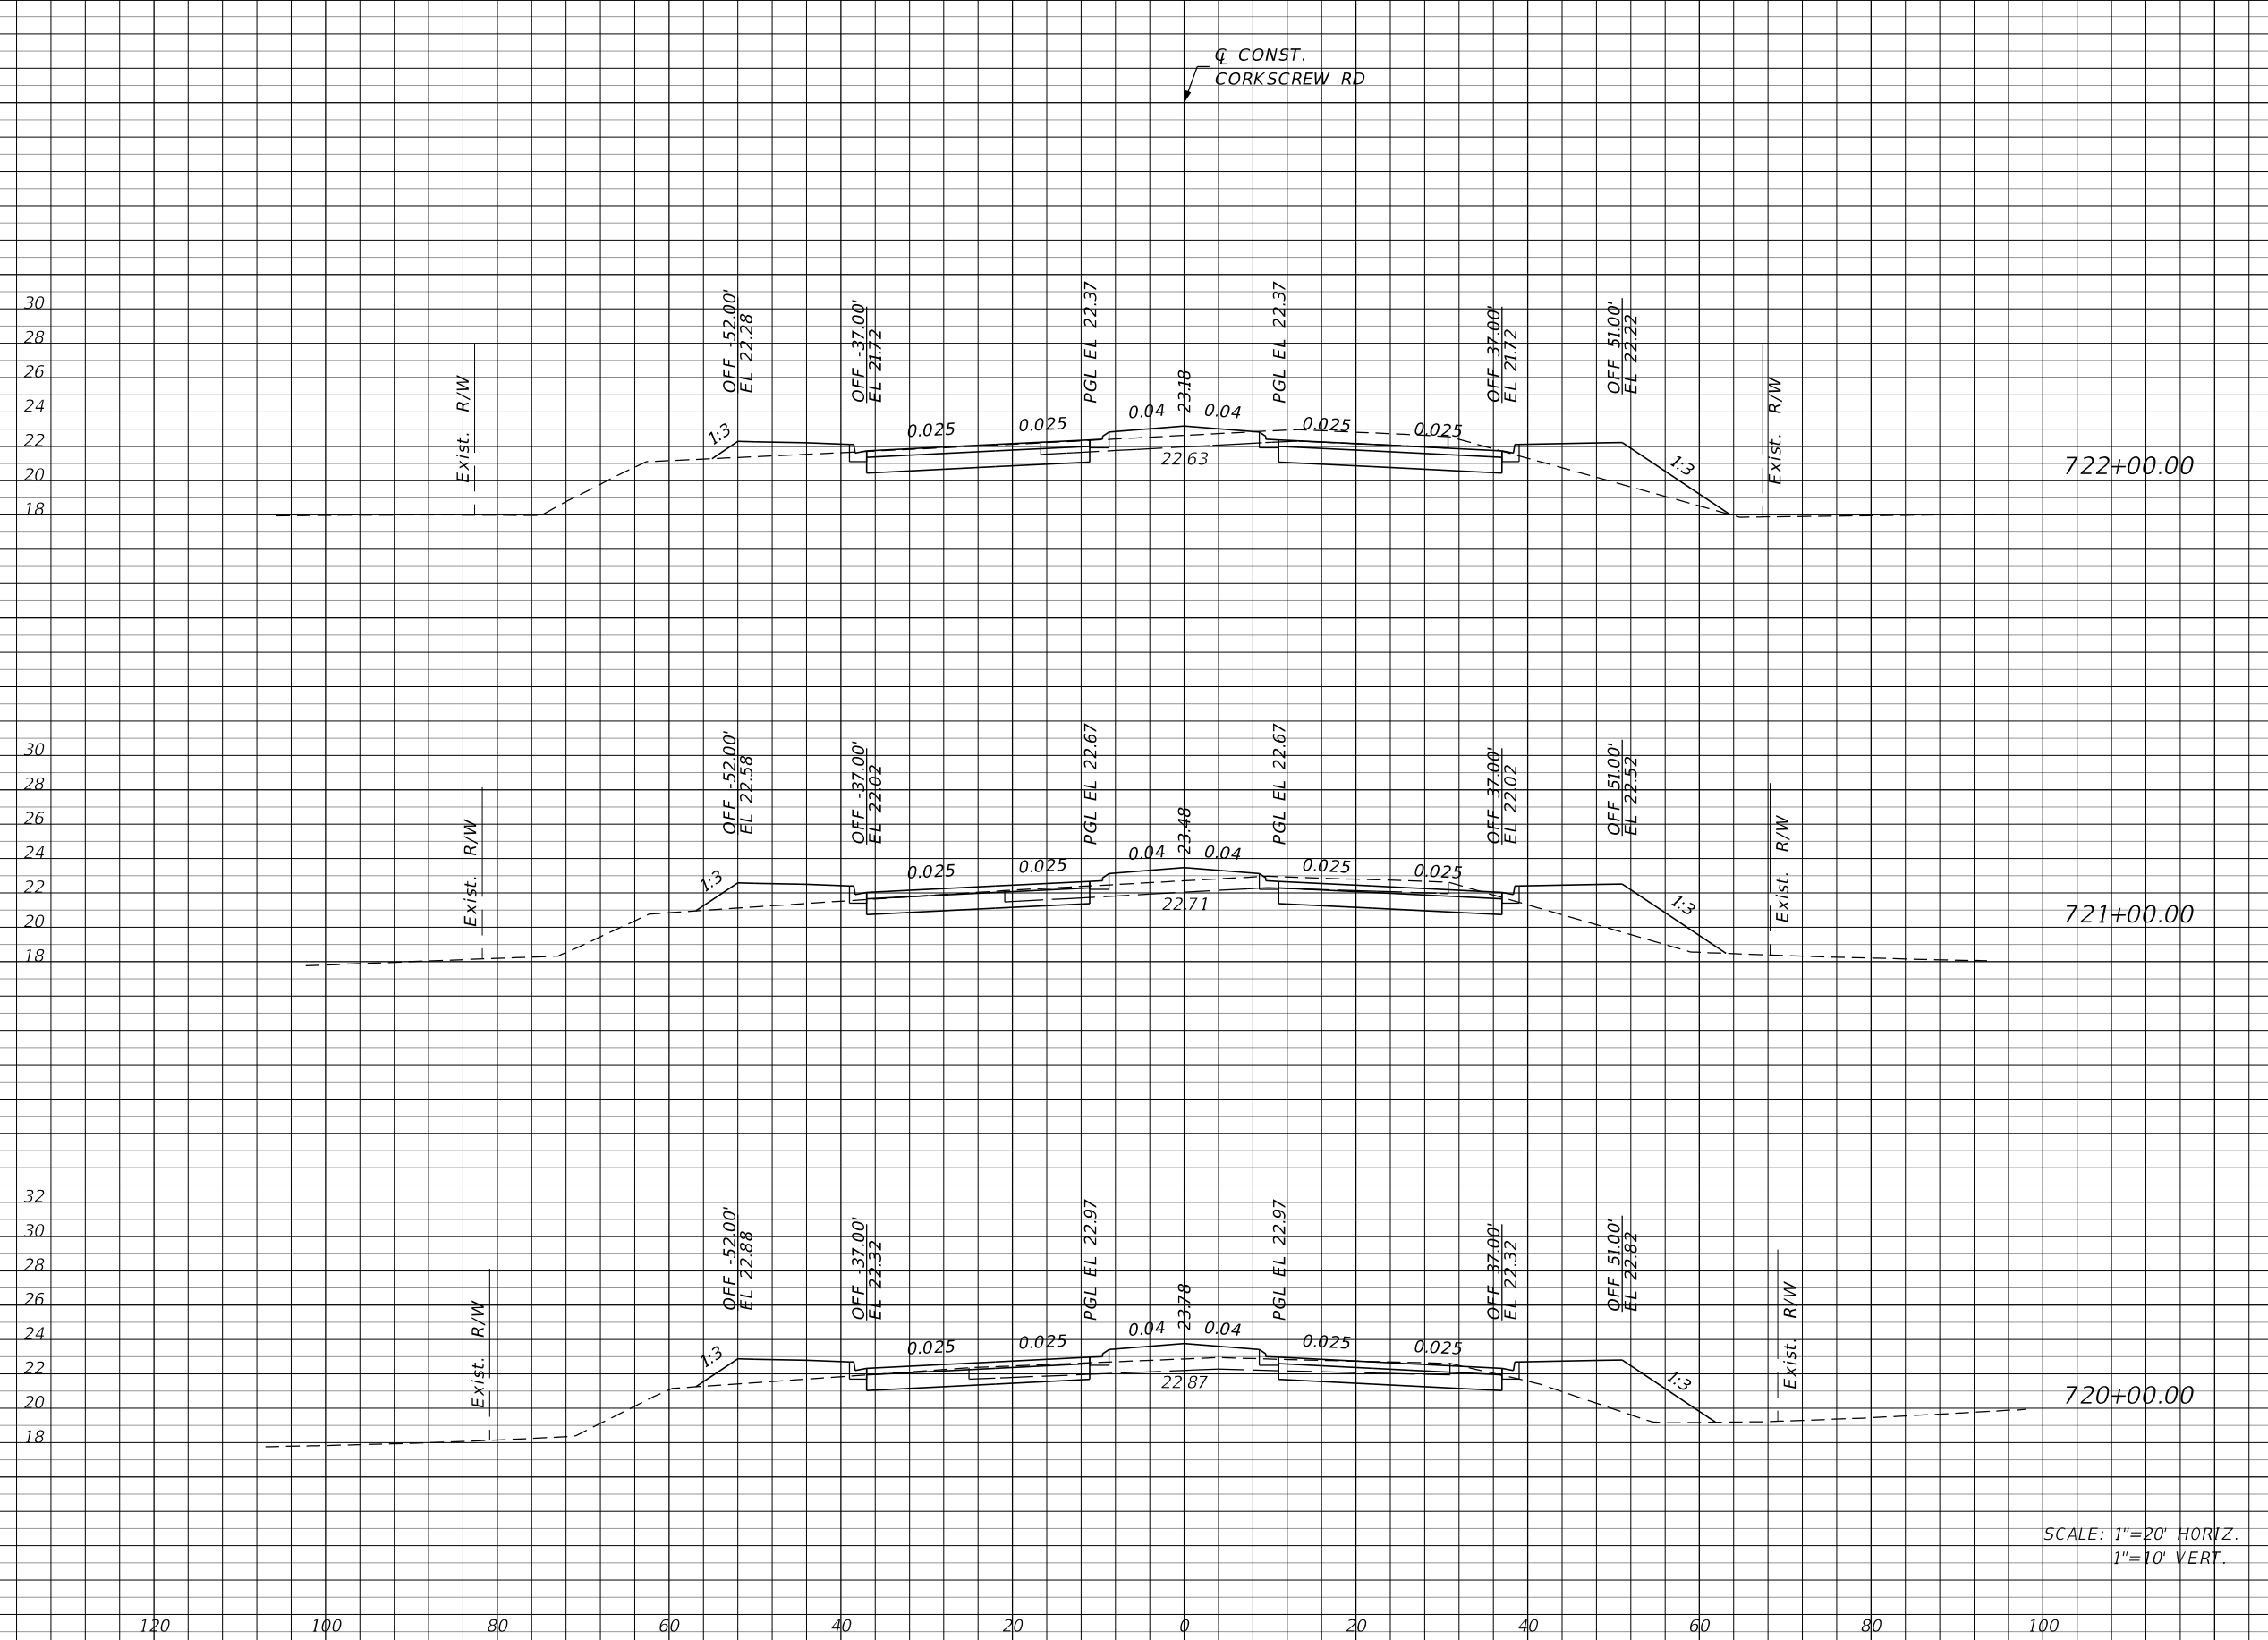 ℄ CONST.
CORKSCREW RD
30
28
26
24
22
20
18
Exist. R/W
1:3
OFF -52.00'
EL 22.28
OFF -37.00'
EL 21.72
0.025
0.025
PGL EL 22.37
0.04
23.18
0.04
22.63
PGL EL 22.37
0.025
0.025
OFF 37.00'
EL 21.72
OFF 51.00'
EL 22.22
1:3
Exist. R/W
722+00.00
30
28
26
24
22
20
18
Exist. R/W
1:3
OFF -52.00'
EL 22.58
OFF -37.00'
EL 22.02
0.025
0.025
PGL EL 22.67
0.04
23.48
0.04
22.71
PGL EL 22.67
0.025
0.025
OFF 37.00'
EL 22.02
OFF 51.00'
EL 22.52
1:3
Exist. R/W
721+00.00
32
30
28
26
24
22
20
18
Exist. R/W
1:3
OFF -52.00'
EL 22.88
OFF -37.00'
EL 22.32
0.025
0.025
PGL EL 22.97
0.04
23.78
0.04
22.87
PGL EL 22.97
0.025
0.025
OFF 37.00'
EL 22.32
OFF 51.00'
EL 22.82
1:3
Exist. R/W
720+00.00
SCALE: 1"=20' HORIZ.
1"=10' VERT.
120 100 80 60 40 20 0 20 40 60 80 100